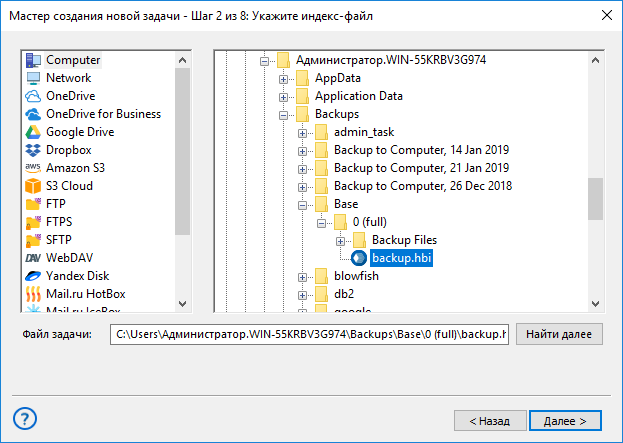 Мастер создания новой задачи - Шаг 2 из 8: Укажите индекс-файл
Computer
Network
OneDrive
OneDrive for Business
Google Drive
Dropbox
aws Amazon S3
S3 Cloud
FTP
FTPS
SFTP
DAV WebDAV
Yandex Disk
Mail.ru HotBox
Mail.ru IceBox
Администратор.WIN-55KRBV3G974
AppData
Application Data
Backups
admin_task
Backup to Computer, 14 Jan 2019
Backup to Computer, 21 Jan 2019
Backup to Computer, 26 Dec 2018
Base
0 (full)
Backup Files
backup.hbi
blowfish
db2
google
Файл задачи:
C:\Users\Администратор.WIN-55KRBV3G974\Backups\Base\0 (full)\backup.h
Найти далее
?
< Назад
Далее >